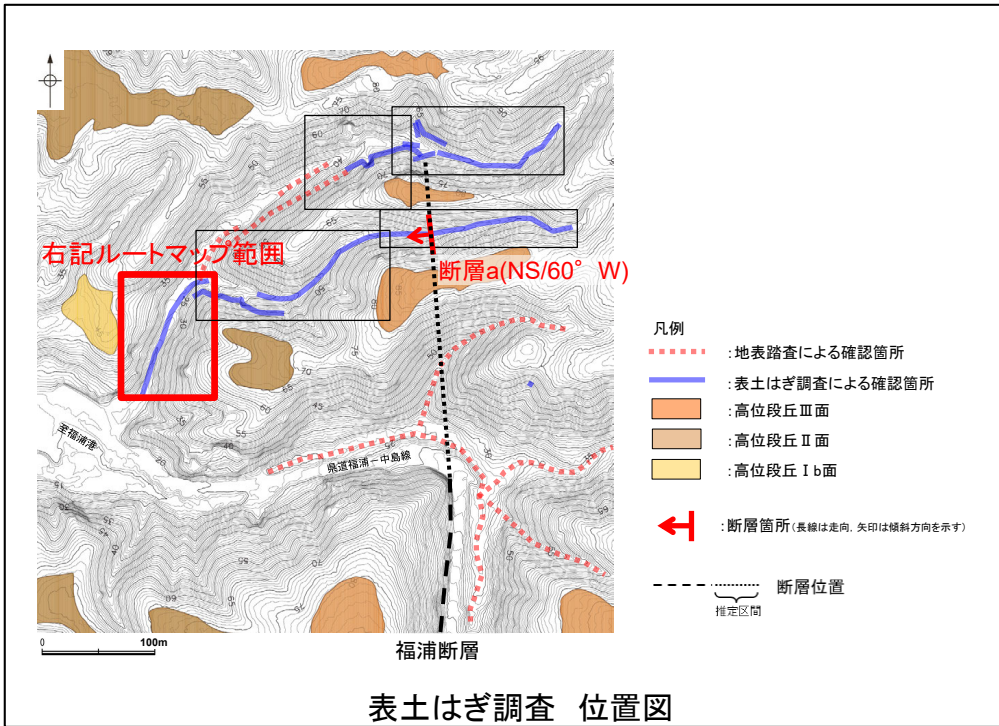 右記ルートマップ範囲
断層a(NS/60°W)
至福浦港
県道福浦ー中島線
0
100m
福浦断層
凡例
:地表踏査による確認箇所
:表土はぎ調査による確認箇所
:高位段丘Ⅲ面
:高位段丘Ⅱ面
:高位段丘Ⅰb面
:断層箇所(長線は走向,矢印は傾斜方向を示す)
断層位置
推定区間
表土はぎ調査 位置図